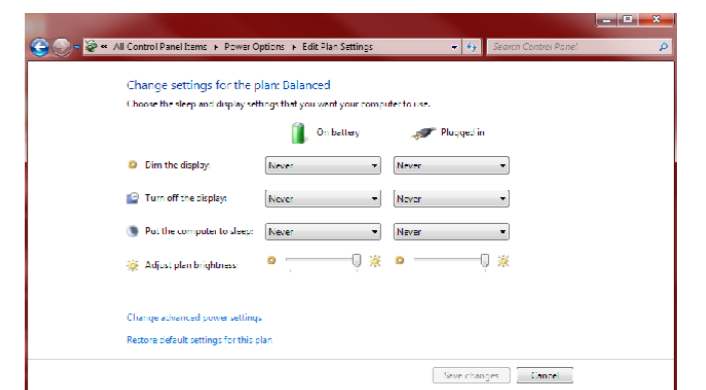 All Control Panel Items ▸ Power Options ▸ Edit Plan Settings
Search Control Panel
Change settings for the plan: Balanced
Choose the sleep and display settings that you want your computer to use.
On battery Plugged in
Dim the display: Never Never
Turn off the display: Never Never
Put the computer to sleep: Never Never
Adjust plan brightness:
Change advanced power settings
Restore default settings for this plan
Save changes Cancel